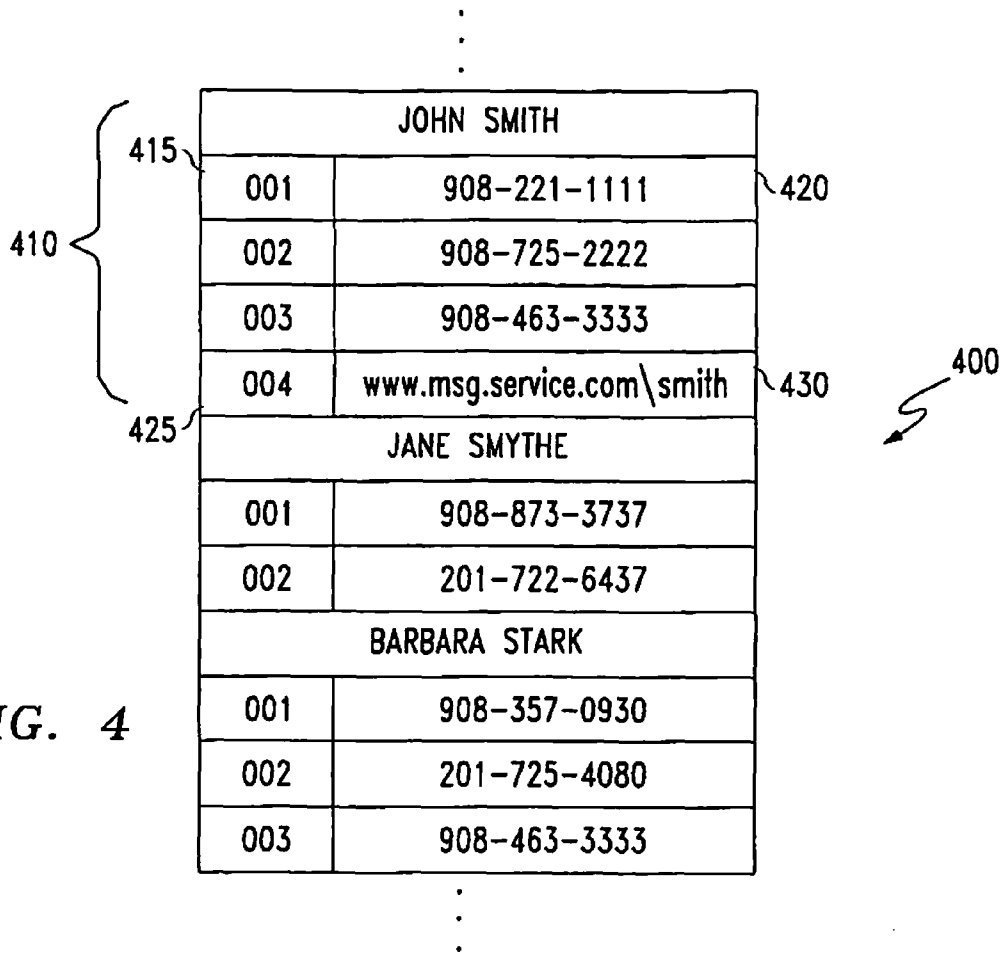 JOHN SMITH
415
001 908-221-1111 420
410
002 908-725-2222
003 908-463-3333
400
004 www.msg.service.com\smith 430
425
JANE SMYTHE
001 908-873-3737
002 201-722-6437
BARBARA STARK
001 908-357-0930
IG. 4
002 201-725-4080
003 908-463-3333